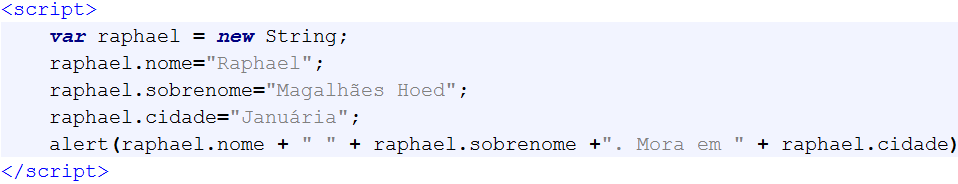 <script>
var raphael = new String;
raphael.nome="Raphael";
raphael.sobrenome="Magalhães Hoed";
raphael.cidade="Januária";
alert(raphael.nome + " " + raphael.sobrenome +". Mora em " + raphael.cidade)
</script>